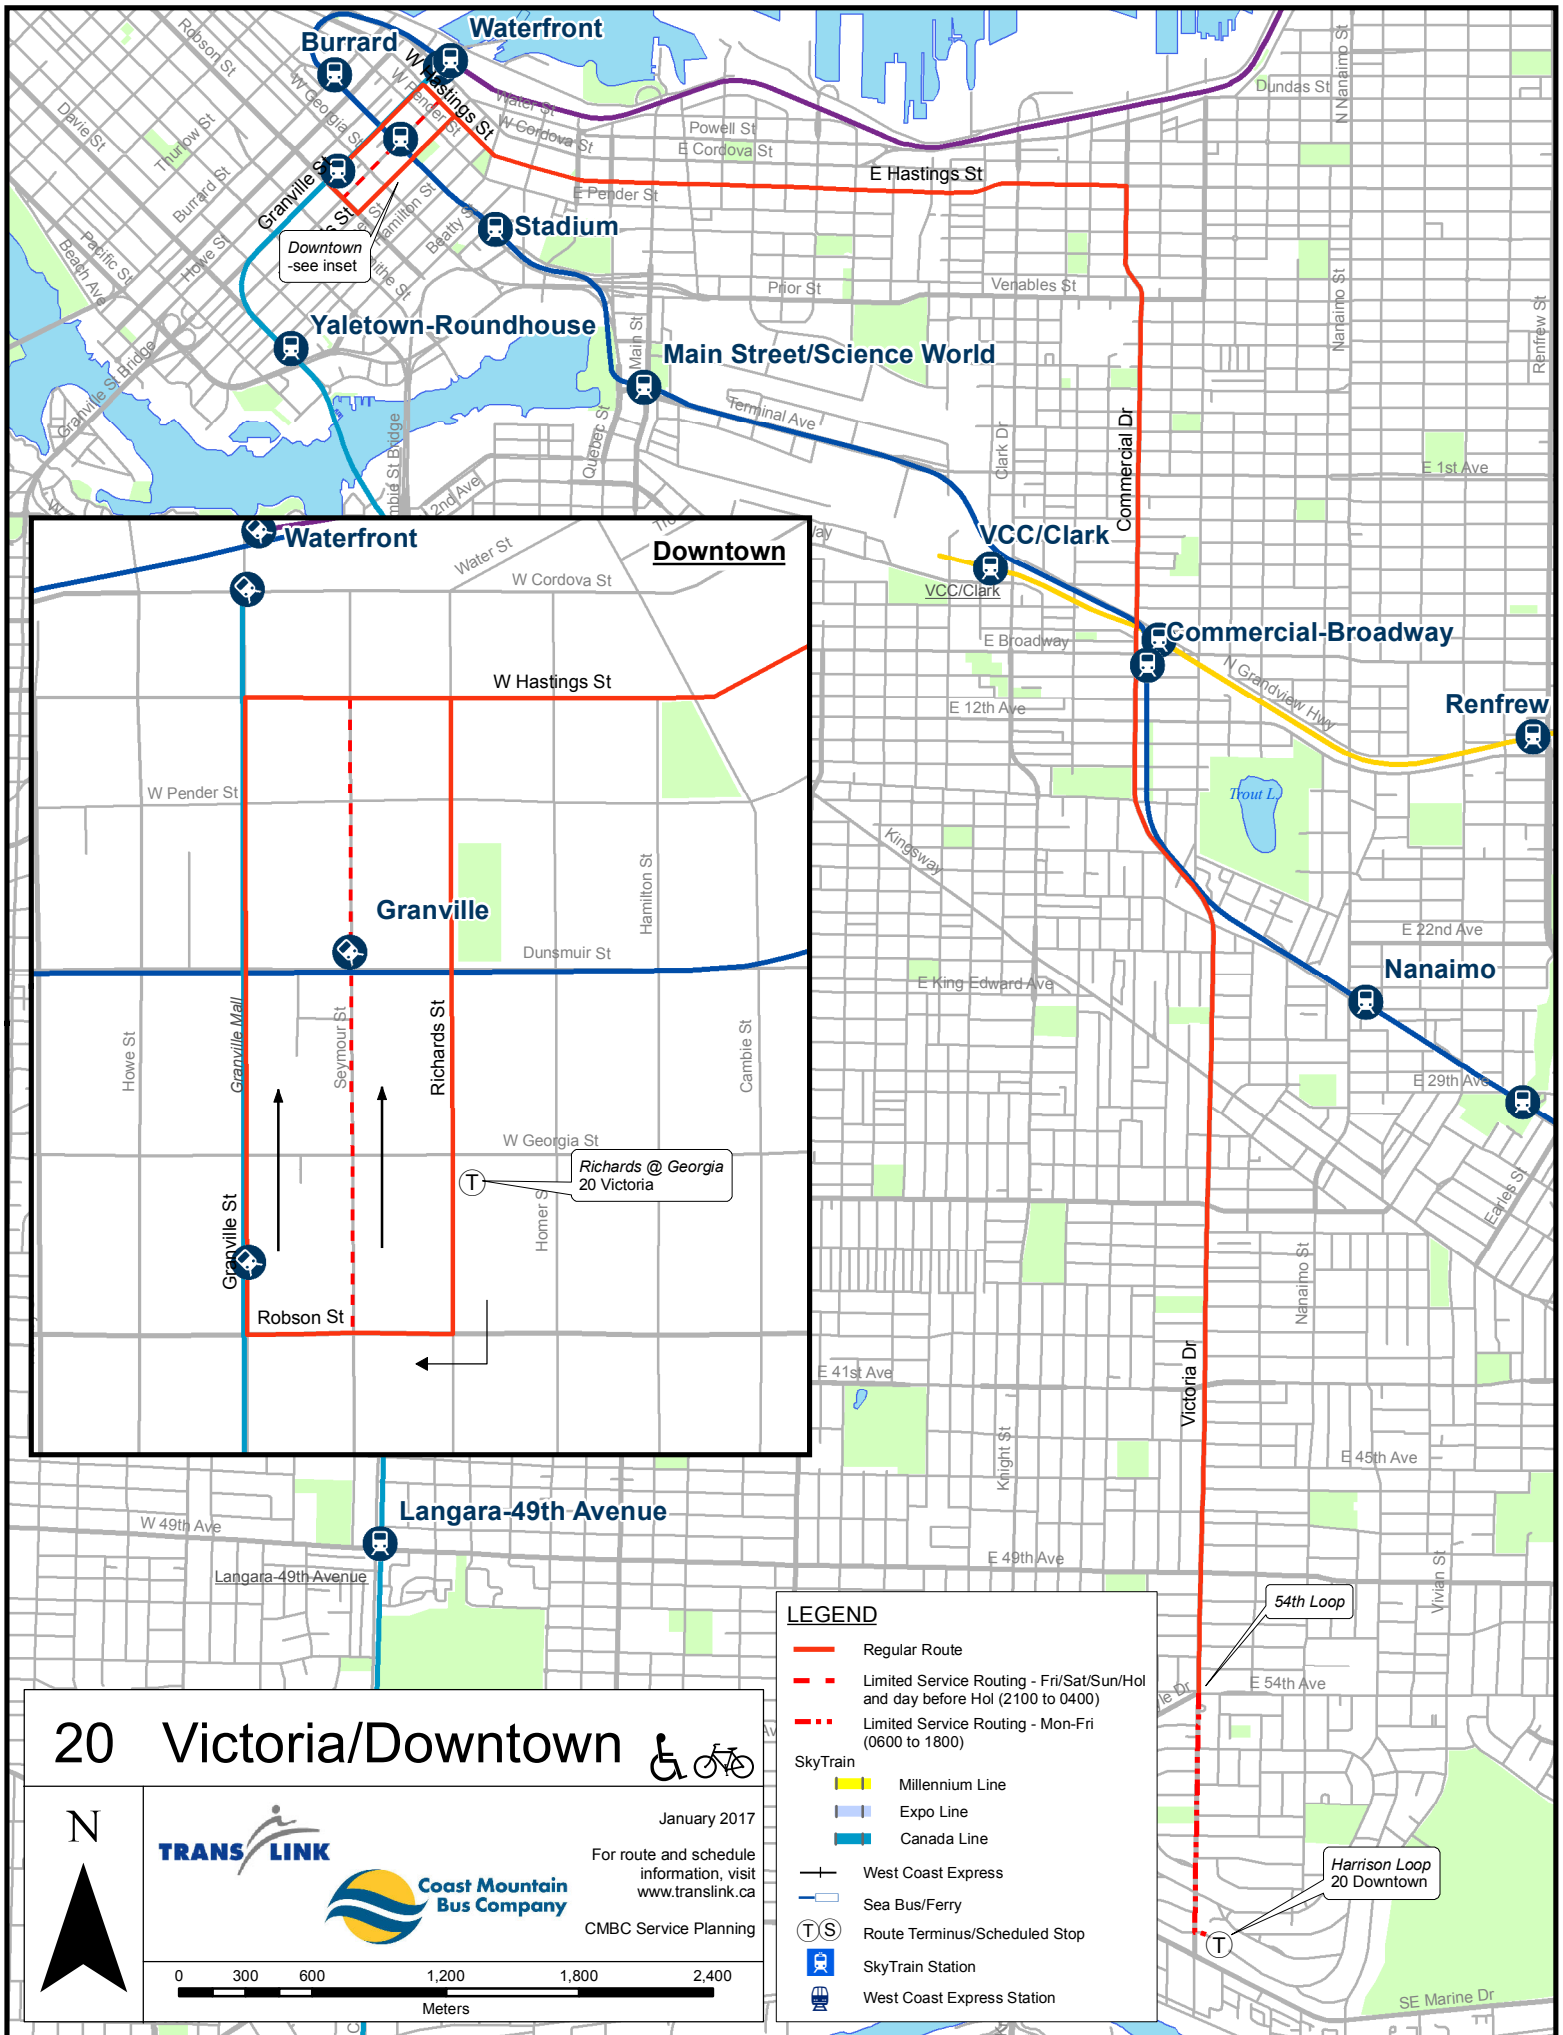 Waterfront
Burrard
Robson St
W Hastings St
W Pender St
W Georgia St
Water St
W Cordova St
Davie St
Thurlow St
Burrard St
Granville St
Hamilton St
Beatty St
Powell St
E Cordova St
E Hastings St
E Pender St
Dundas St
N Nanaimo St
Downtown
-see inset
Stadium
Pacific St
Beach Ave
Howe St
Prior St
Venables St
Nanaimo St
Renfrew St
Yaletown-Roundhouse
Main St
Main Street/Science World
Granville St Bridge
Terminal Ave
Quebec St
Clark Dr
Commercial Dr
E 1st Ave
2nd Ave
VCC/Clark
VCC/Clark
E Broadway
Commercial-Broadway
N Grandview Hwy
E 12th Ave
Renfrew
Trout L.
Kingsway
E 22nd Ave
Nanaimo
E King Edward Ave
E 29th Ave
Earles St
Nanaimo St
E 41st Ave
Victoria Dr
Knight St
E 45th Ave
Downtown
Waterfront
Water St
W Cordova St
W Hastings St
W Pender St
Granville
Hamilton St
Dunsmuir St
Howe St
Granville Mall
Seymour St
Richards St
Cambie St
W Georgia St
Richards @ Georgia
20 Victoria
T
Homer St
Granville St
Robson St
Langara-49th Avenue
W 49th Ave
Langara-49th Avenue
E 49th Ave
Vivian St
54th Loop
E 54th Ave
Harrison Loop
20 Downtown
T
SE Marine Dr
LEGEND
Regular Route
Limited Service Routing - Fri/Sat/Sun/Hol
and day before Hol (2100 to 0400)
Limited Service Routing - Mon-Fri
(0600 to 1800)
SkyTrain
Millennium Line
Expo Line
Canada Line
West Coast Express
Sea Bus/Ferry
T S Route Terminus/Scheduled Stop
SkyTrain Station
West Coast Express Station
20 Victoria/Downtown
N
TRANS LINK
Coast Mountain
Bus Company
January 2017
For route and schedule
information, visit
www.translink.ca
CMBC Service Planning
0 300 600 1,200 1,800 2,400
Meters